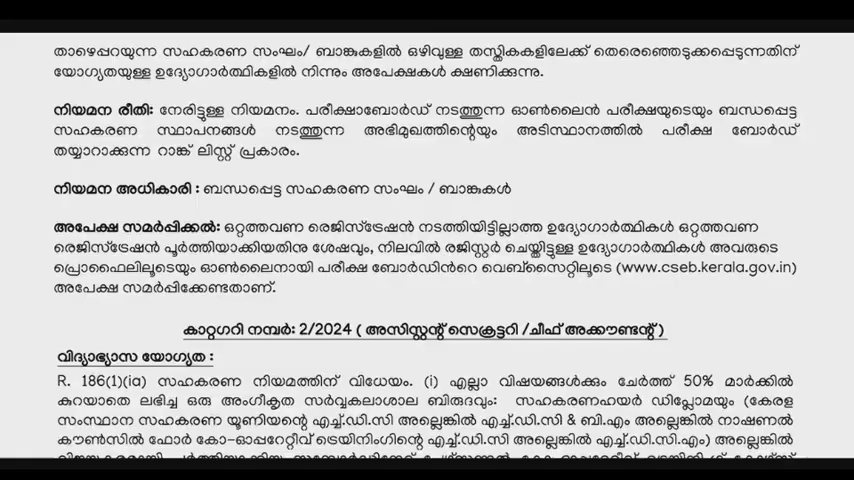 താഴെപ്പറയുന്ന സഹകരണ സംഘം/ ബാങ്കുകളിൽ ഒഴിവുള്ള തസ്തികകളിലേക്ക് തെരെഞ്ഞെടുക്കപ്പെടുന്നതിന്
യോഗ്യതയുള്ള ഉദ്യോഗാർത്ഥികളിൽ നിന്നും അപേക്ഷകൾ ക്ഷണിക്കുന്നു.
നിയമന രീതി: നേരിട്ടുള്ള നിയമനം. പരീക്ഷാബോർഡ് നടത്തുന്ന ഓൺലൈൻ പരീക്ഷയുടെയും ബന്ധപ്പെട്ട
സഹകരണ സ്ഥാപനങ്ങൾ നടത്തുന്ന അഭിമുഖത്തിന്റെയും അടിസ്ഥാനത്തിൽ പരീക്ഷ ബോർഡ്
തയ്യാറാക്കുന്ന റാങ്ക് ലിസ്റ്റ് പ്രകാരം.
നിയമന അധികാരി : ബന്ധപ്പെട്ട സഹകരണ സംഘം / ബാങ്കുകൾ
അപേക്ഷ സമർപ്പിക്കൽ: ഒറ്റത്തവണ രെജിസ്ട്രേഷൻ നടത്തിയിട്ടില്ലാത്ത ഉദ്യോഗാർത്ഥികൾ ഒറ്റത്തവണ
രെജിസ്ട്രേഷൻ പൂർത്തിയാക്കിയതിനു ശേഷവും, നിലവിൽ രജിസ്റ്റർ ചെയ്തിട്ടുള്ള ഉദ്യോഗാർത്ഥികൾ അവരുടെ
പ്രൊഫൈലിലൂടെയും ഓൺലൈനായി പരീക്ഷ ബോർഡിൻറെ വെബ്സൈറ്റിലൂടെ (www.cseb.kerala.gov.in)
അപേക്ഷ സമർപ്പിക്കേണ്ടതാണ്.
കാറ്റഗറി നമ്പർ: 2/2024 ( അസിസ്റ്റന്റ് സെക്രട്ടറി /ചീഫ് അക്കൗണ്ടന്റ് )
വിദ്യാഭ്യാസ യോഗ്യത :
R. 186(1)(ia) സഹകരണ നിയമത്തിന് വിധേയം. (i) എല്ലാ വിഷയങ്ങൾക്കും ചേർത്ത് 50% മാർക്കിൽ
കുറയാതെ ലഭിച്ച ഒരു അംഗീകൃത സർവ്വകലാശാല ബിരുദവും: സഹകരണഹയർ ഡിപ്ലോമയും (കേരള
സംസ്ഥാന സഹകരണ യൂണിയന്റെ എച്ച്.ഡി.സി അല്ലെങ്കിൽ എച്ച്.ഡി.സി & ബി.എം അല്ലെങ്കിൽ നാഷണൽ
കൗൺസിൽ ഫോർ കോ-ഓപ്പറേറ്റീവ് ട്രെയിനിംഗിന്റെ എച്ച്.ഡി.സി അല്ലെങ്കിൽ എച്ച്.ഡി.സി.എം) അല്ലെങ്കിൽ